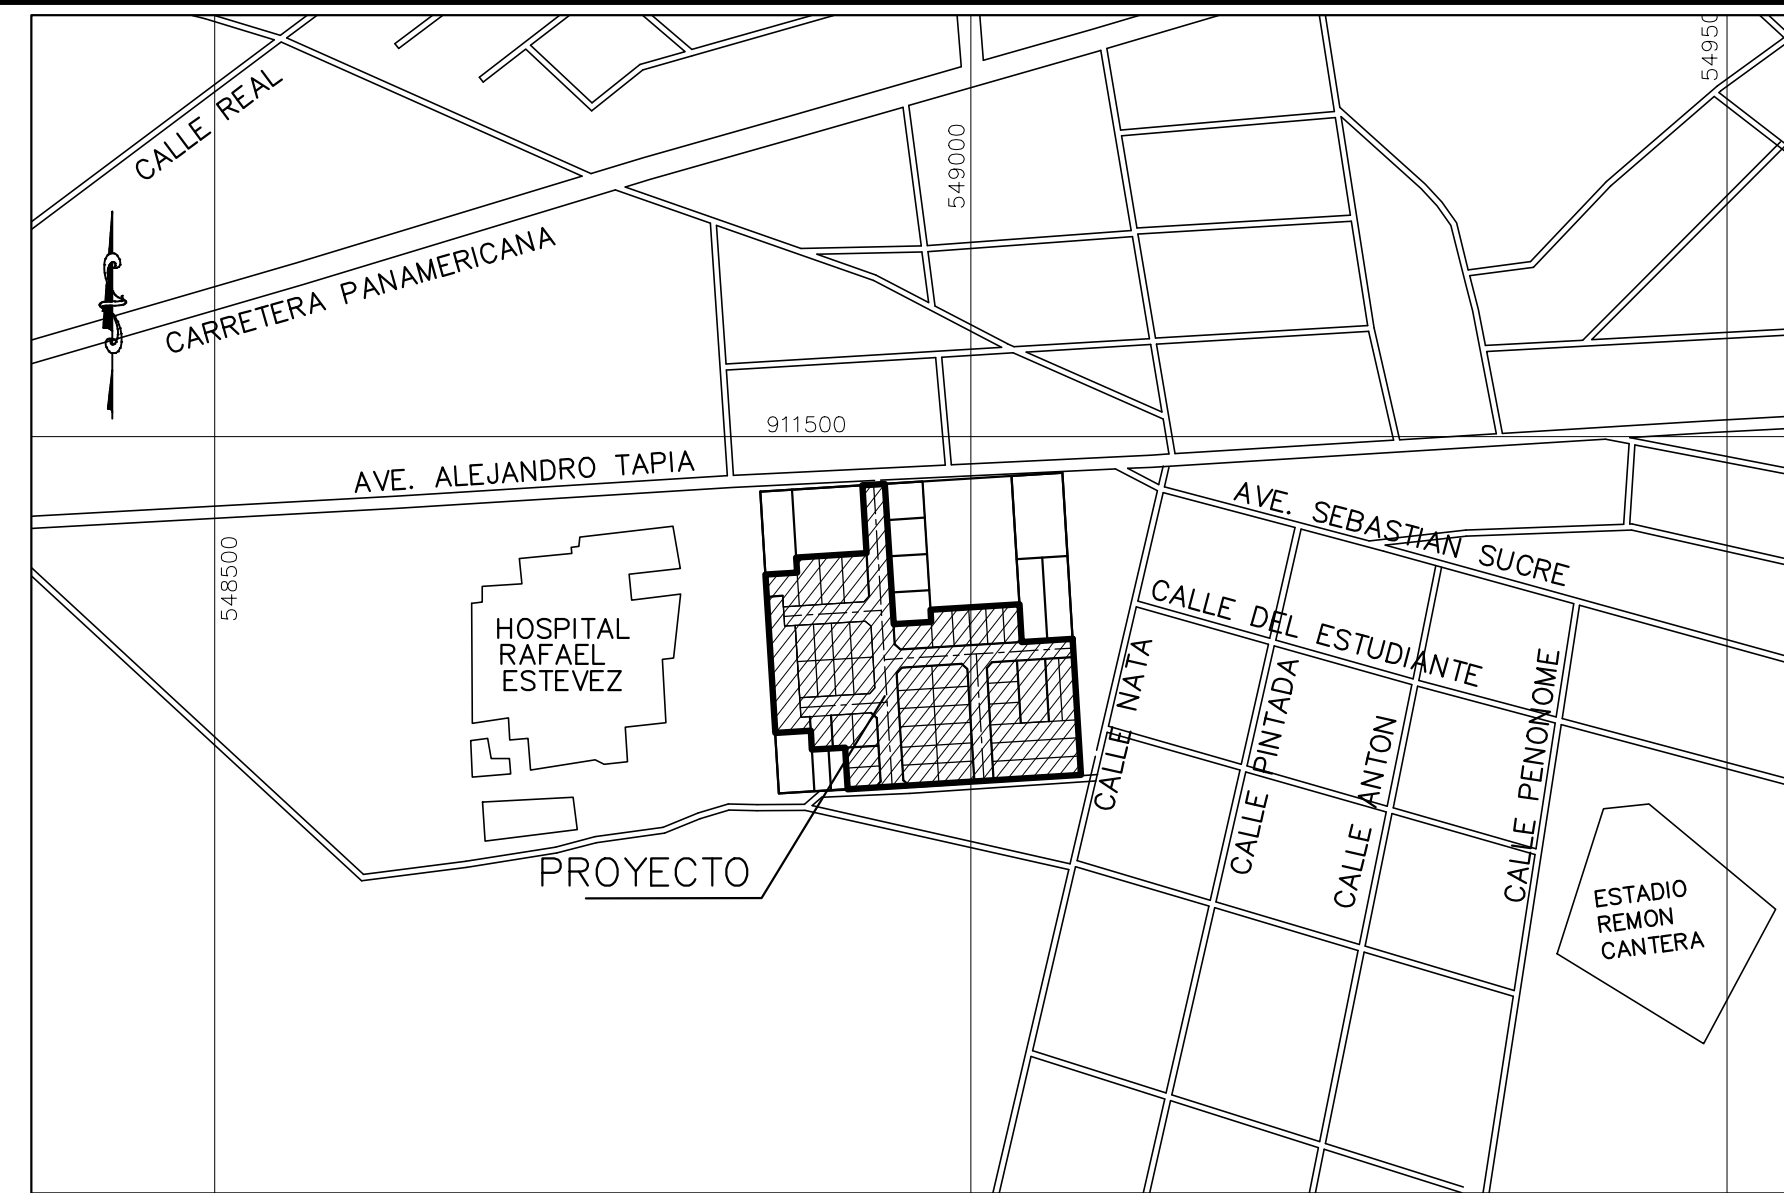 CALLE REAL
54950
549000
CARRETERA PANAMERICANA
911500
AVE. ALEJANDRO TAPIA
AVE. SEBASTIAN SUCRE
548500
CALLE DEL ESTUDIANTE
HOSPITAL
RAFAEL
ESTEVEZ
CALLE NATA
CALLE PINTADA
CALLE ANTON
CALLE PENONOME
PROYECTO
ESTADIO
REMON
CANTERA